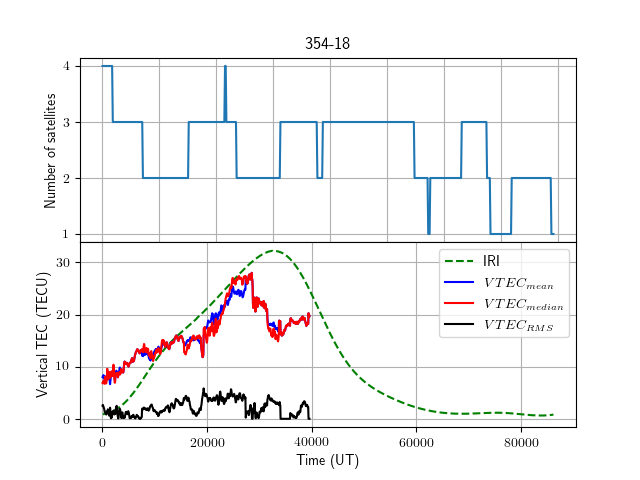 354-18
Number of satellites
4
3
2
1
Vertical TEC (TECU)
30
20
10
0
IRI
VTEC_mean
VTEC_median
VTEC_RMS
0 20000 40000 60000 80000
Time (UT)